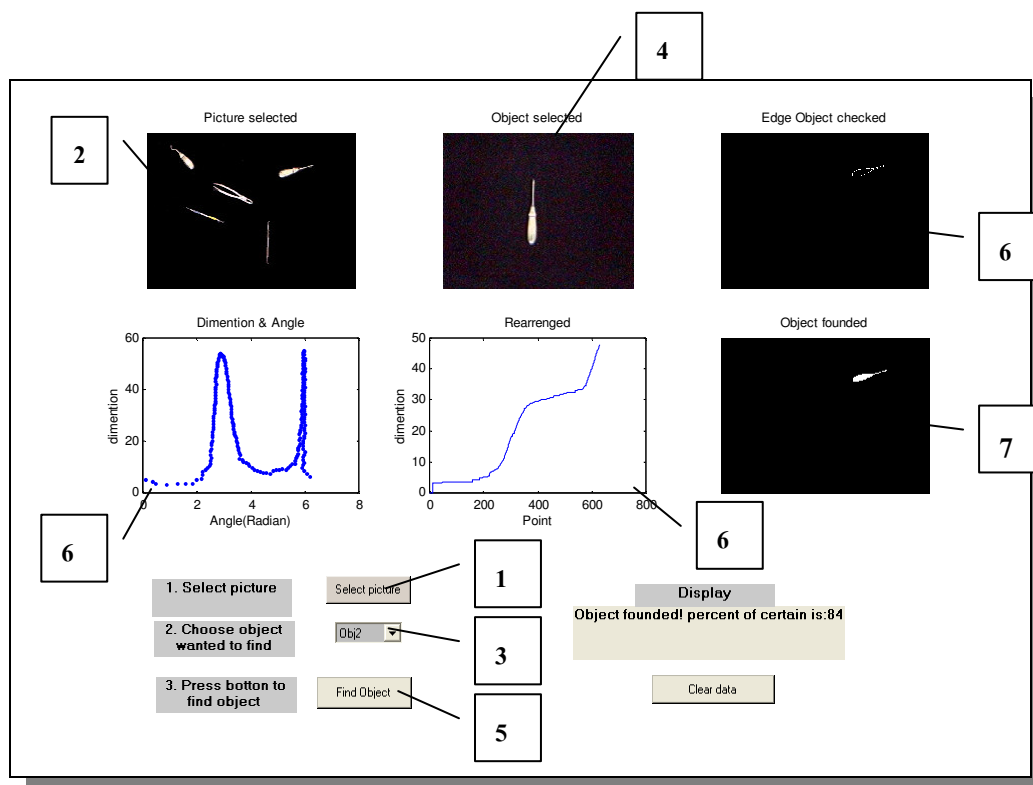 4
Picture selected
Object selected
Edge Object checked
2
6
Dimention & Angle
Rearrenged
Object founded
60
40
20
0
dimention
0 2 4 6 8
Angle(Radian)
50
40
30
20
10
0
dimention
0 200 400 600 800
Point
7
6
6
1
1. Select picture
Select picture
Display
Object founded! percent of certain is:84
2. Choose object
wanted to find
Obj2
3
3. Press botton to
find object
Find Object
Clear data
5